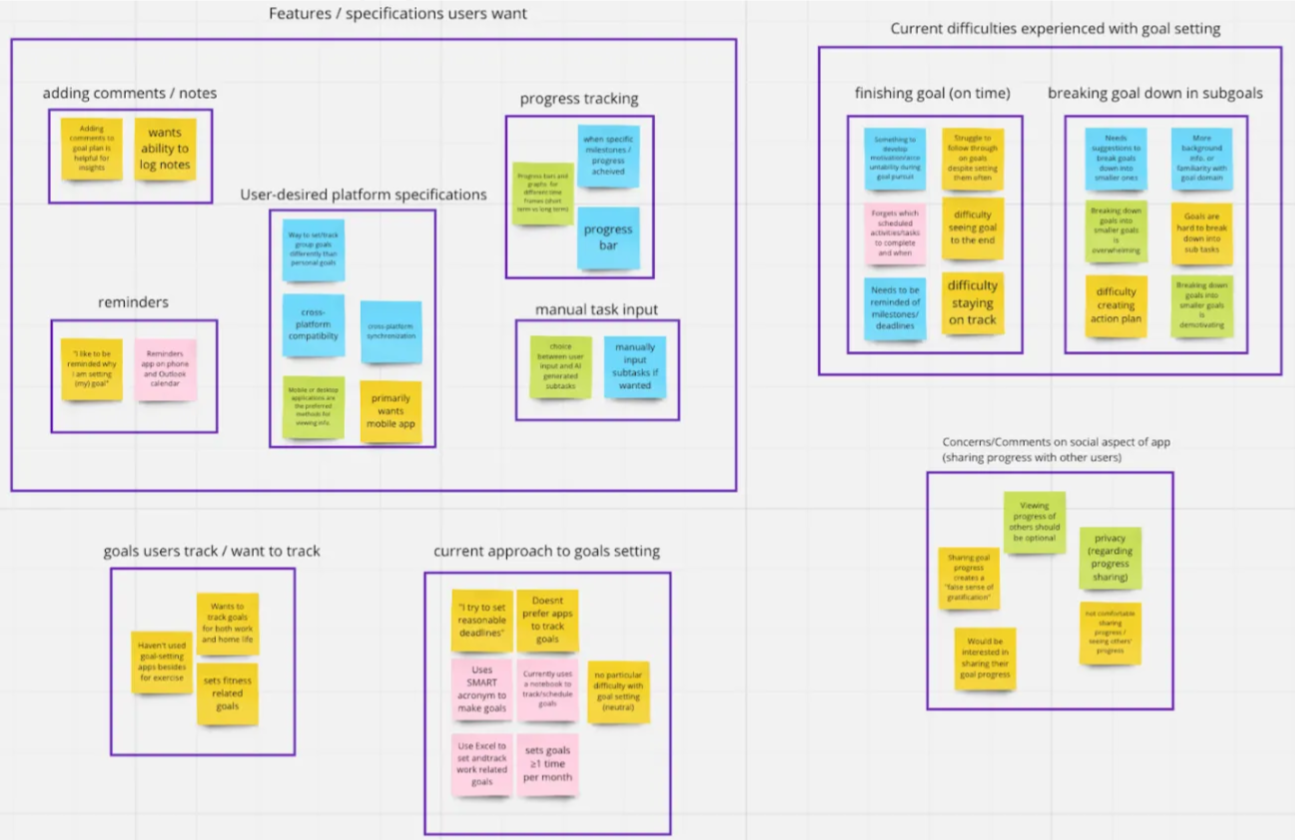 Features / specifications users want
adding comments / notes
Adding
comments to
goal plan is
helpful for
insights
wants
ability to
log notes
User-desired platform specifications
Way to set/track
group goals
differently than
personal goals
cross-
platform
compatibility
cross-platform
synchronization
Mobile or desktop
applications are
the preferred
methods for
viewing info.
primarily
wants
mobile app
progress tracking
when specific
milestones /
progress
acheived
Progress bars and
graphs for
different time
frames (short
term vs long term)
progress
bar
reminders
"I like to be
reminded why
I am setting
(my) goal"
Reminders
app on phone
and Outlook
calendar
manual task input
choice
between user
input and AI
generated
subtasks
manually
input
subtasks if
wanted
Current difficulties experienced with goal setting
finishing goal (on time)
Something to
develop
during
goal pursuit
Struggle to
follow through
on goals
despite setting
them often
Forgets which
scheduled
activities/tasks
to complete
and when
difficulty
seeing goal
to the end
Needs to be
reminded of
milestones/
deadlines
difficulty
staying
on track
breaking goal down in subgoals
Needs
suggestions to
break goals
down into
smaller ones
More
background
info. or
familiarity with
goal domain
Breaking down
goals into
smaller goals
is
overwhelming
Goals are
hard to break
down into
sub tasks
difficulty
creating
action plan
Breaking down
goals into
smaller goals
is
demotivating
goals users track / want to track
Wants to
track goals
for both work
and home life
Haven't used
goal-setting
apps besides
for exercise
sets fitness
related
goals
current approach to goals setting
"I try to set
reasonable
deadlines"
Doesnt
prefer apps
to track
goals
Uses
SMART
acronym to
make goals
Currently uses
a notebook to
track/schedule
goals
no particular
difficulty with
goal setting
(neutral)
Use Excel to
set andtrack
work related
goals
sets goals
≥1 time
per month
Concerns/Comments on social aspect of app
(sharing progress with other users)
Viewing
progress of
others should
be optional
Sharing goal
progress
creates a
"false sense of
gratification"
privacy
(regarding
progress
sharing)
not comfortable
sharing
progress/
seeing others'
progress
Would be
interested in
sharing their
goal progress